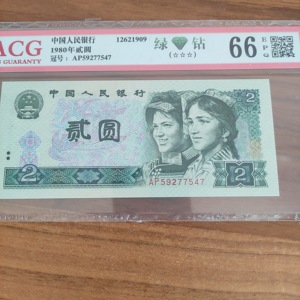 ACG
GUARANTY
中国人民银行 12621909
1980年贰圆
冠号：AP59277547
绿 钻
(☆☆☆)
66 EPQ
中国人民银行
贰圆
2
AP59277547
2